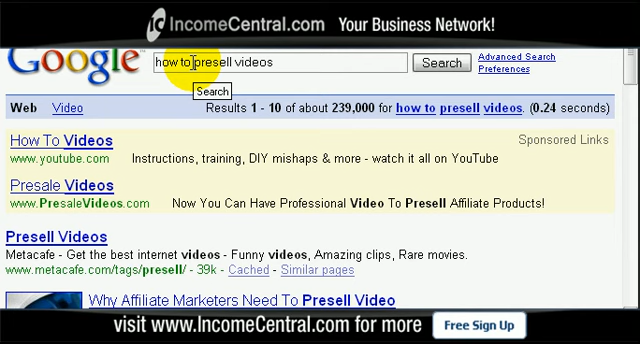 IC IncomeCentral.com Your Business Network!
Google™ how to presell videos Search Advanced Search
Preferences
Search
Web Video Results 1 - 10 of about 239,000 for how to presell videos. (0.24 seconds)
How To Videos Sponsored Links
www.youtube.com Instructions, training, DIY mishaps & more - watch it all on YouTube
Presale Videos
www.PresaleVideos.com Now You Can Have Professional Video To Presell Affiliate Products!
Presell Videos
Metacafe - Get the best internet videos - Funny videos, Amazing clips, Rare movies.
www.metacafe.com/tags/presell/ - 39k - Cached - Similar pages
Why Affiliate Marketers Need To Presell Video
visit www.IncomeCentral.com for more Free Sign Up